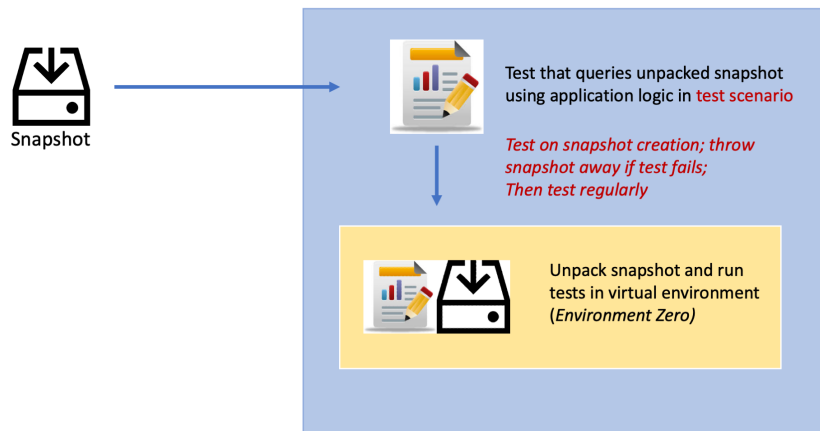 Snapshot
Test that queries unpacked snapshot
using application logic in test scenario
Test on snapshot creation; throw
snapshot away if test fails;
Then test regularly
Unpack snapshot and run
tests in virtual environment
(Environment Zero)